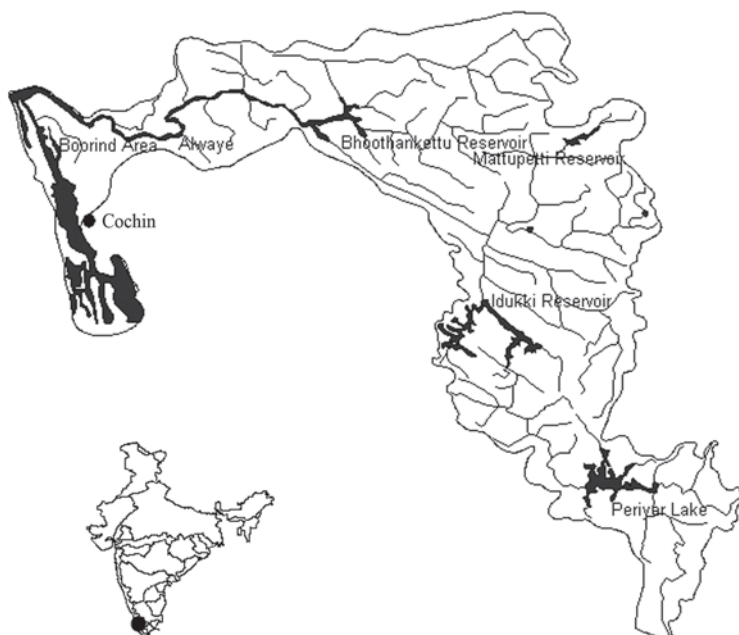 Boorind Area
Alwaye
Bhoothankettu Reservoir
Mattupetti Reservoir
Cochin
Idukki Reservoir
Periyar Lake